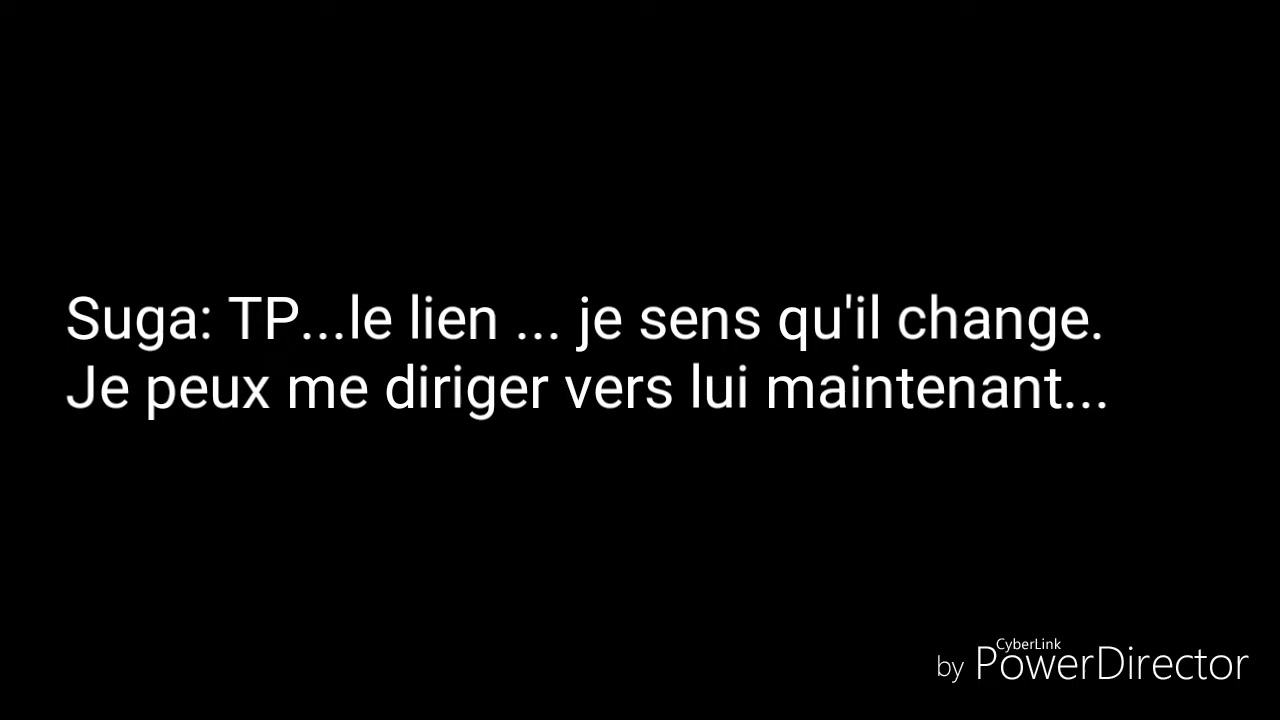 Suga: TP...le lien ... je sens qu'il change.
Je peux me diriger vers lui maintenant...
CyberLink
by PowerDirector